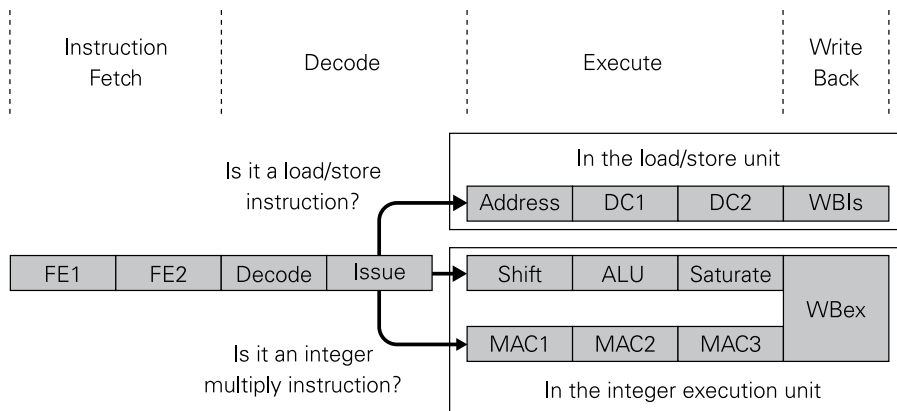 Instruction
Fetch
Decode
Execute
Write
Back
Is it a load/store
instruction?
In the load/store unit
Address
DC1
DC2
WBls
FE1
FE2
Decode
Issue
Shift
ALU
Saturate
WBex
MAC1
MAC2
MAC3
Is it an integer
multiply instruction?
In the integer execution unit